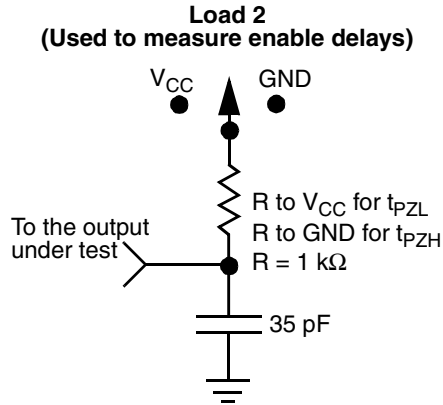 Load 2
(Used to measure enable delays)
VCC
GND
R to VCC for tPZL
R to GND for tPZH
R = 1 kΩ
To the output
under test
35 pF